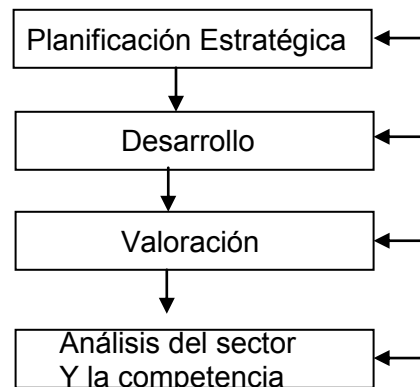 Planificación Estratégica
Desarrollo
Valoración
Análisis del sector
Y la competencia